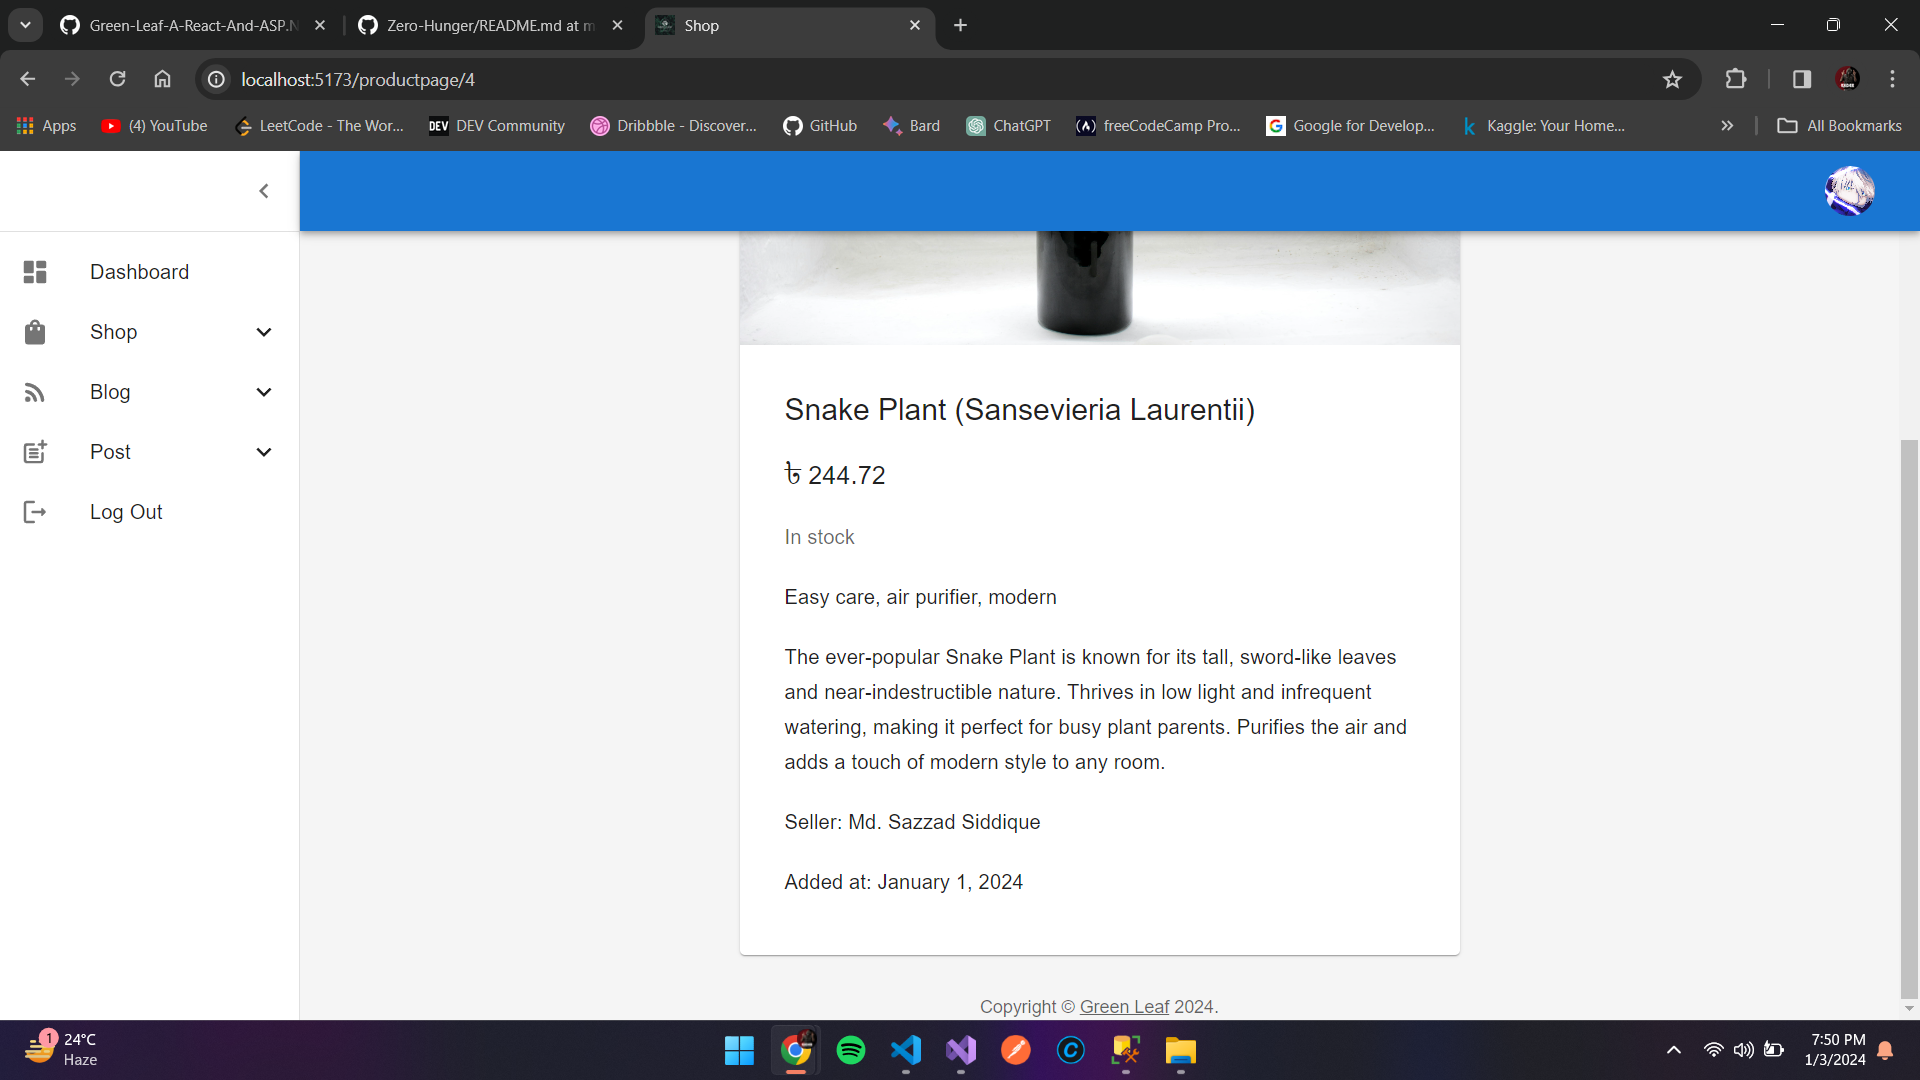 Green-Leaf-A-React-And-ASP.N
Zero-Hunger/README.md at m
Shop
localhost:5173/productpage/4
Apps
(4) YouTube
LeetCode - The Wor...
DEV
DEV Community
Dribbble - Discover...
GitHub
Bard
ChatGPT
freeCodeCamp Pro...
Google for Develop...
Kaggle: Your Home...
All Bookmarks
Dashboard
Shop
Blog
Post
Log Out
Snake Plant (Sansevieria Laurentii)
৳ 244.72
In stock
Easy care, air purifier, modern
The ever-popular Snake Plant is known for its tall, sword-like leaves
and near-indestructible nature. Thrives in low light and infrequent
watering, making it perfect for busy plant parents. Purifies the air and
adds a touch of modern style to any room.
Seller: Md. Sazzad Siddique
Added at: January 1, 2024
Copyright © Green Leaf 2024.
1
24°C
Haze
7:50 PM
1/3/2024